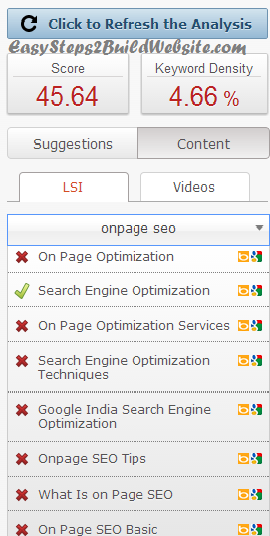 Click to Refresh the Analysis
EasySteps2BuildWebsite.com
Score
Keyword Density
45.64
4.66 %
Suggestions
Content
LSI
Videos
onpage seo
On Page Optimization
Search Engine Optimization
On Page Optimization Services
Search Engine Optimization
Techniques
Google India Search Engine
Optimization
Onpage SEO Tips
What Is on Page SEO
On Page SEO Basic